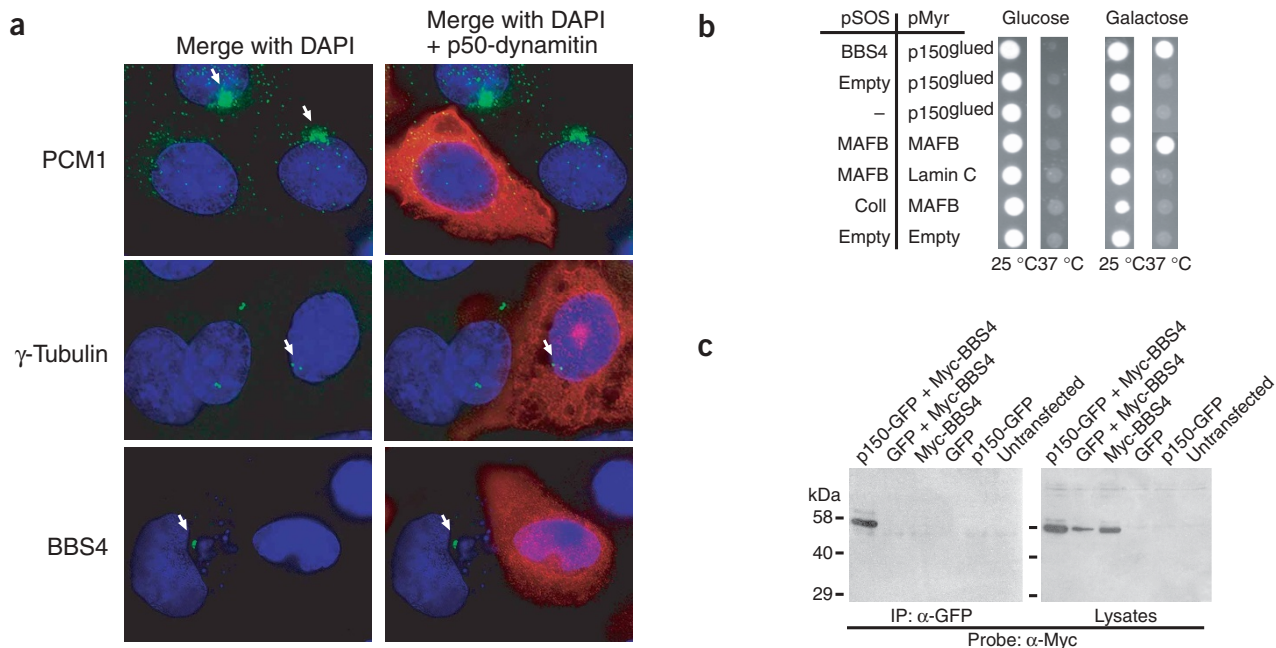 a
Merge with DAPI
Merge with DAPI
+ p50-dynamitin
PCM1
γ-Tubulin
BBS4
b
pSOS pMyr Glucose Galactose
BBS4 p150glued
Empty p150glued
– p150glued
MAFB MAFB
MAFB Lamin C
Coll MAFB
Empty Empty
25 °C 37 °C 25 °C 37 °C
c
p150-GFP + Myc-BBS4
GFP + Myc-BBS4
Myc-BBS4
GFP
p150-GFP
Untransfected
p150-GFP + Myc-BBS4
GFP + Myc-BBS4
Myc-BBS4
GFP
p150-GFP
Untransfected
kDa
58
40
29
IP: α-GFP Lysates
Probe: α-Myc